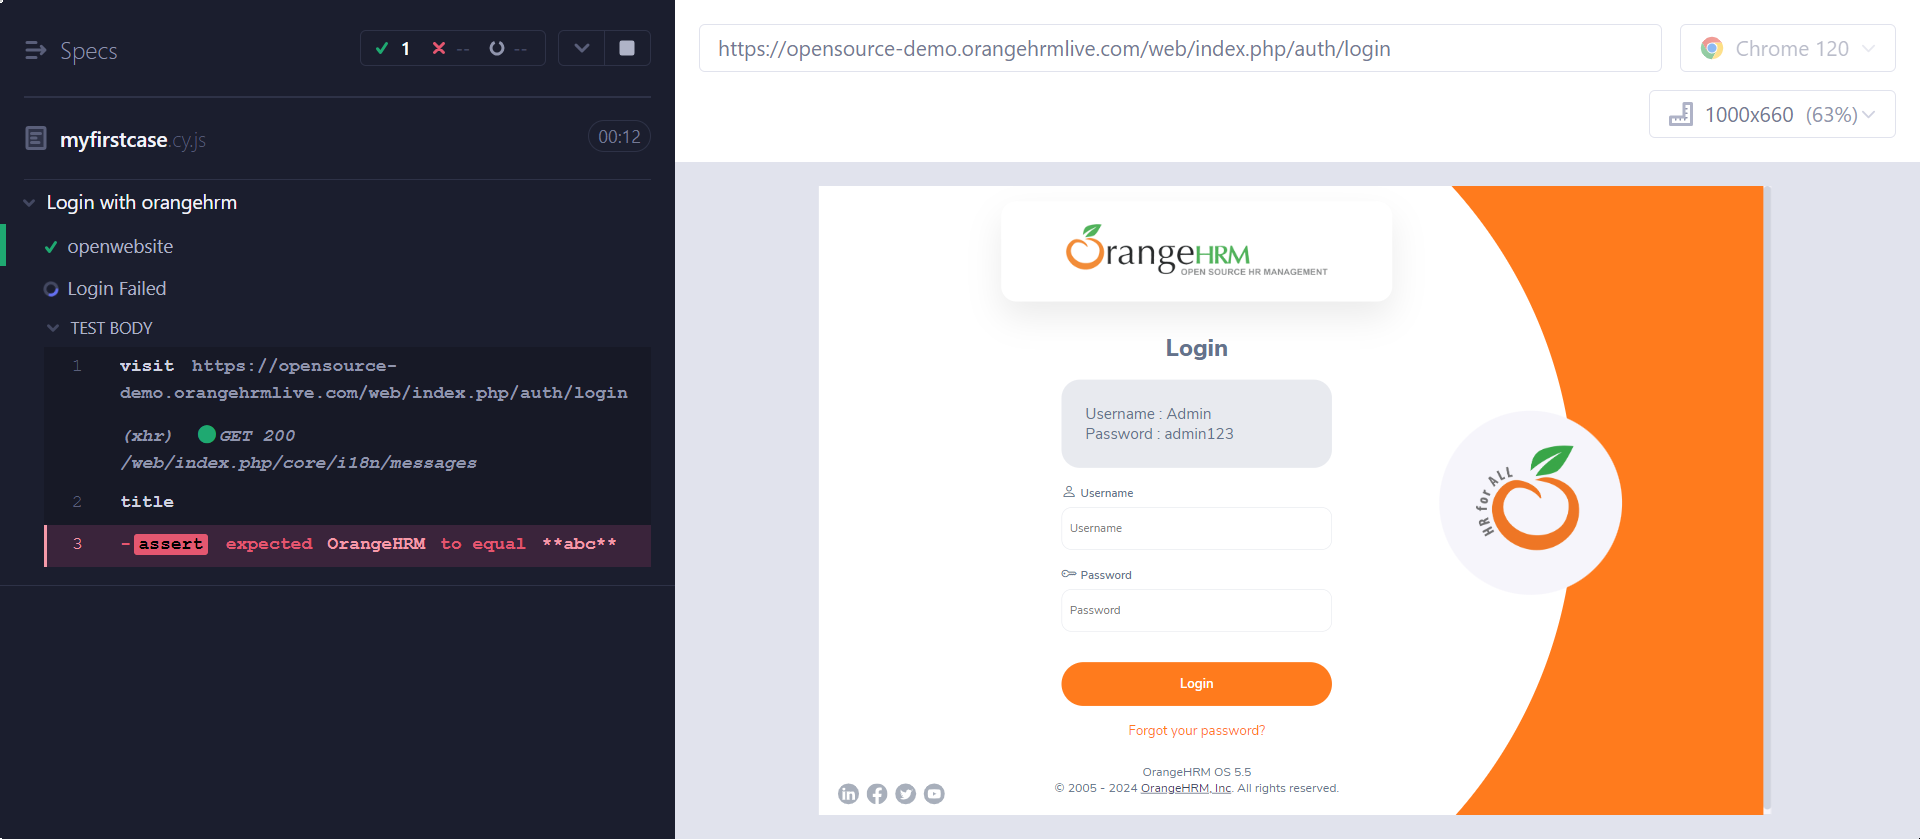 Specs
1 -- --
myfirstcase.cy.js
00:12
Login with orangehrm
openwebsite
Login Failed
TEST BODY
1 visit https://opensource-
demo.orangehrmlive.com/web/index.php/auth/login
(xhr) GET 200
/web/index.php/core/i18n/messages
2 title
3 -assert expected OrangeHRM to equal **abc**
https://opensource-demo.orangehrmlive.com/web/index.php/auth/login
Chrome 120
1000x660 (63%)
OrangeHRM
OPEN SOURCE HR MANAGEMENT
Login
Username : Admin
Password : admin123
Username
Username
Password
Password
Login
Forgot your password?
OrangeHRM OS 5.5
© 2005 - 2024 OrangeHRM, Inc. All rights reserved.
HR for ALL